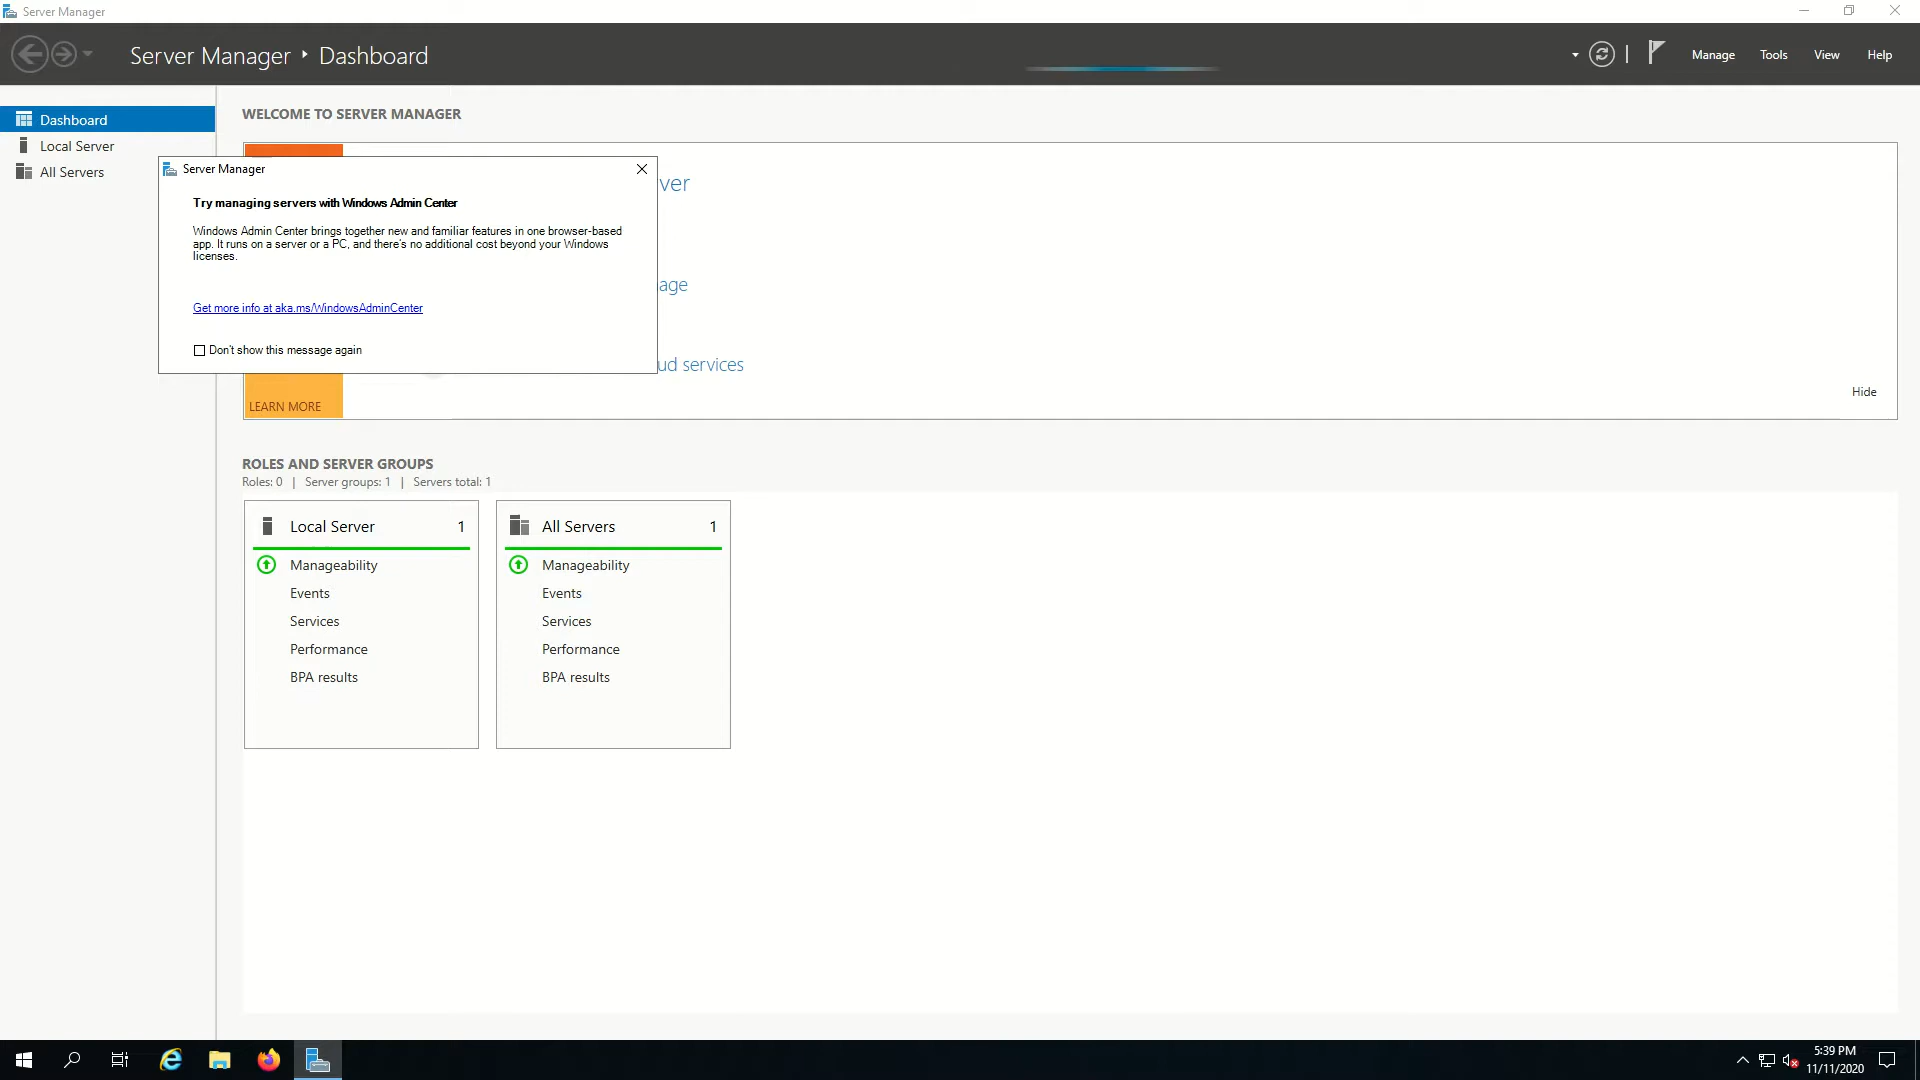 Server Manager
Server Manager
Dashboard
Manage
Tools
View
Help
Dashboard
Local Server
All Servers
WELCOME TO SERVER MANAGER
Server Manager
Try managing servers with Windows Admin Center
Windows Admin Center brings together new and familiar features in one browser-based
app. It runs on a server or a PC, and there's no additional cost beyond your Windows
licenses.
Get more info at aka.ms/WindowsAdminCenter
Don't show this message again
ver
age
ud services
LEARN MORE
Hide
ROLES AND SERVER GROUPS
Roles: 0 | Server groups: 1 | Servers total: 1
Local Server 1
Manageability
Events
Services
Performance
BPA results
All Servers 1
Manageability
Events
Services
Performance
BPA results
5:39 PM
11/11/2020